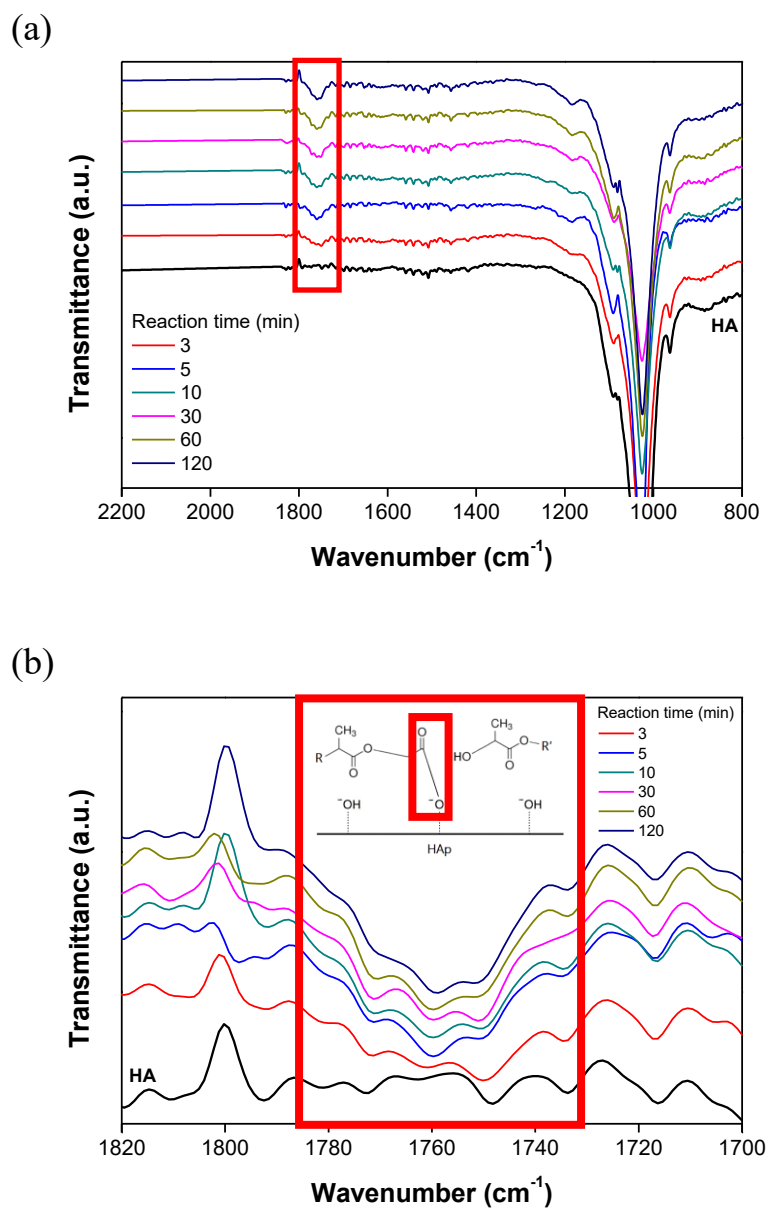 (a)
Transmittance (a.u.)
Reaction time (min)
3
5
10
30
60
120
HA
2200 2000 1800 1600 1400 1200 1000 800
Wavenumber (cm⁻¹)
(b)
Transmittance (a.u.)
HA
CH₃ O CH₃
R O O HO O R'
O ⁻O O
⁻OH ⁻OH
HAp
Reaction time (min)
3
5
10
30
60
120
1820 1800 1780 1760 1740 1720 1700
Wavenumber (cm⁻¹)